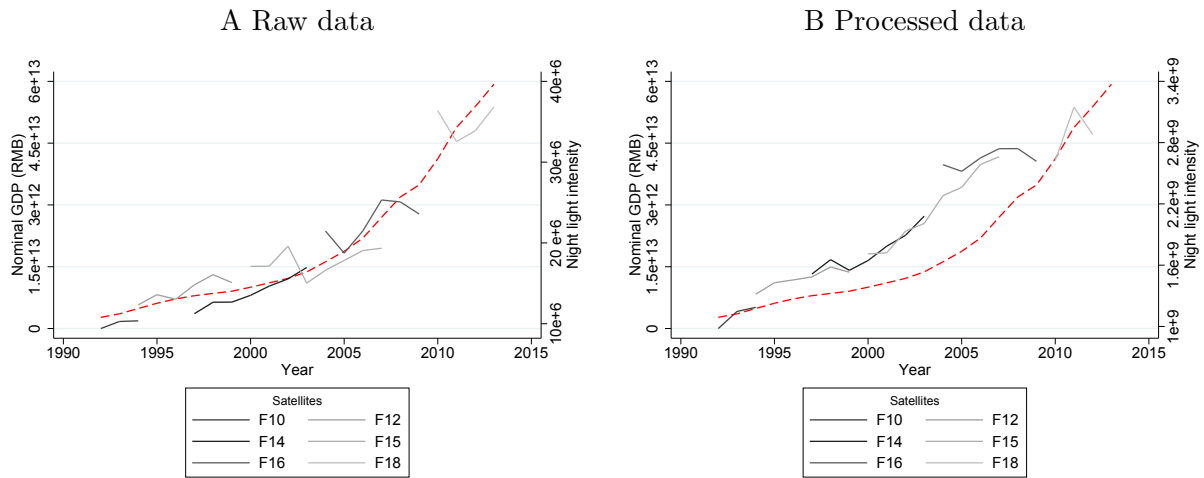 A Raw data
Nominal GDP (RMB)
0 1.5e+13 3e+12 4.5e+13 6e+13
10e+6 20 e+6 30e+6 40e+6
Night light intensity
1990 1995 2000 2005 2010 2015
Year
Satellites
F10 F12
F14 F15
F16 F18
B Processed data
Nominal GDP (RMB)
0 1.5e+13 3e+12 4.5e+13 6e+13
1e+9 1.6e+9 2.2e+9 2.8e+9 3.4e+9
Night light intensity
1990 1995 2000 2005 2010 2015
Year
Satellites
F10 F12
F14 F15
F16 F18